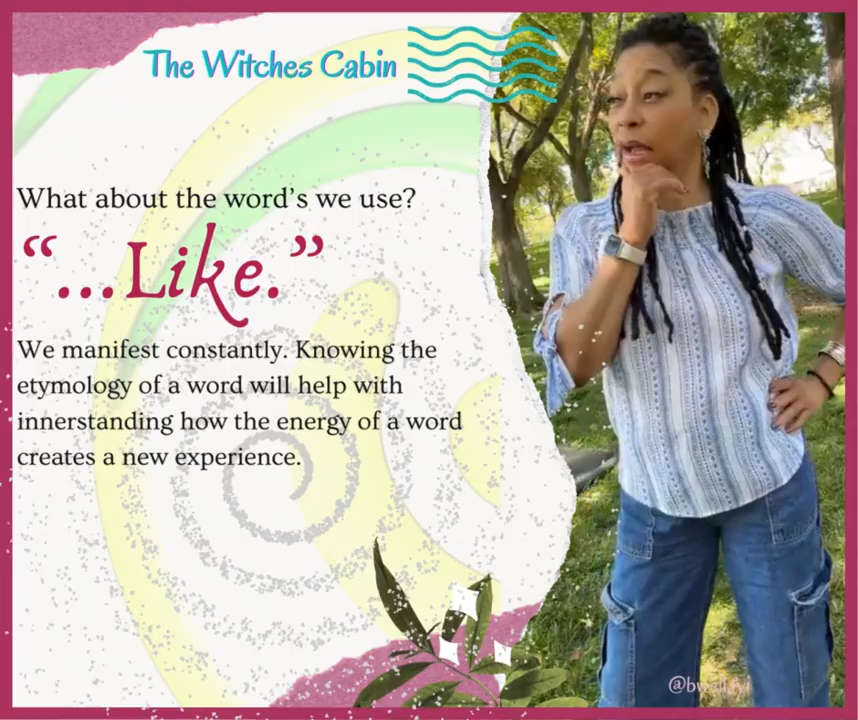 The Witches Cabin
What about the word's we use?
“...Like.”
We manifest constantly. Knowing the
etymology of a word will help with
innerstanding how the energy of a word
creates a new experience.